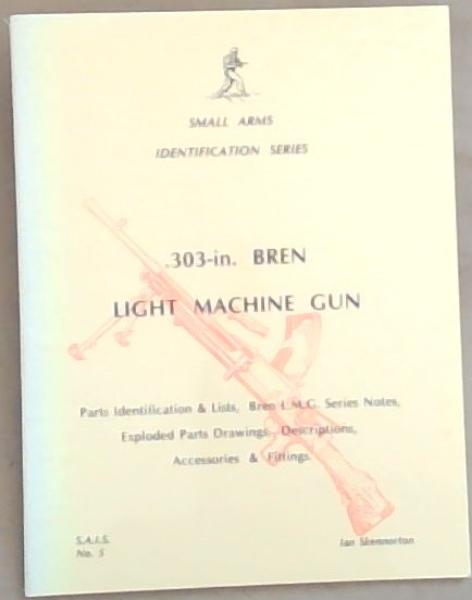 SMALL ARMS
IDENTIFICATION SERIES
.303-in. BREN
LIGHT MACHINE GUN
Parts Identification & Lists, Bren L.M.G. Series Notes,
Exploded Parts Drawings, Descriptions,
Accessories & Fittings.
S.A.I.S.
No. 5
Ian Skennerton